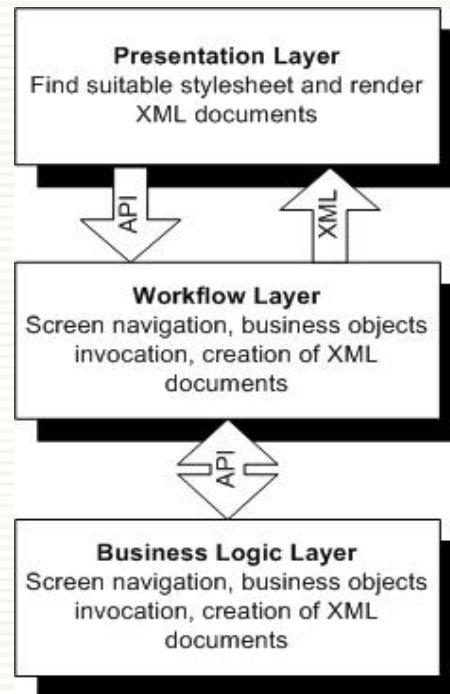 Presentation Layer
Find suitable stylesheet and render
XML documents
API
XML
Workflow Layer
Screen navigation, business objects
invocation, creation of XML
documents
API
Business Logic Layer
Screen navigation, business objects
invocation, creation of XML
documents